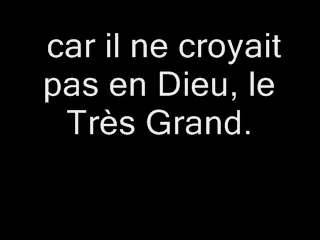 car il ne croyait
pas en Dieu, le
Très Grand.